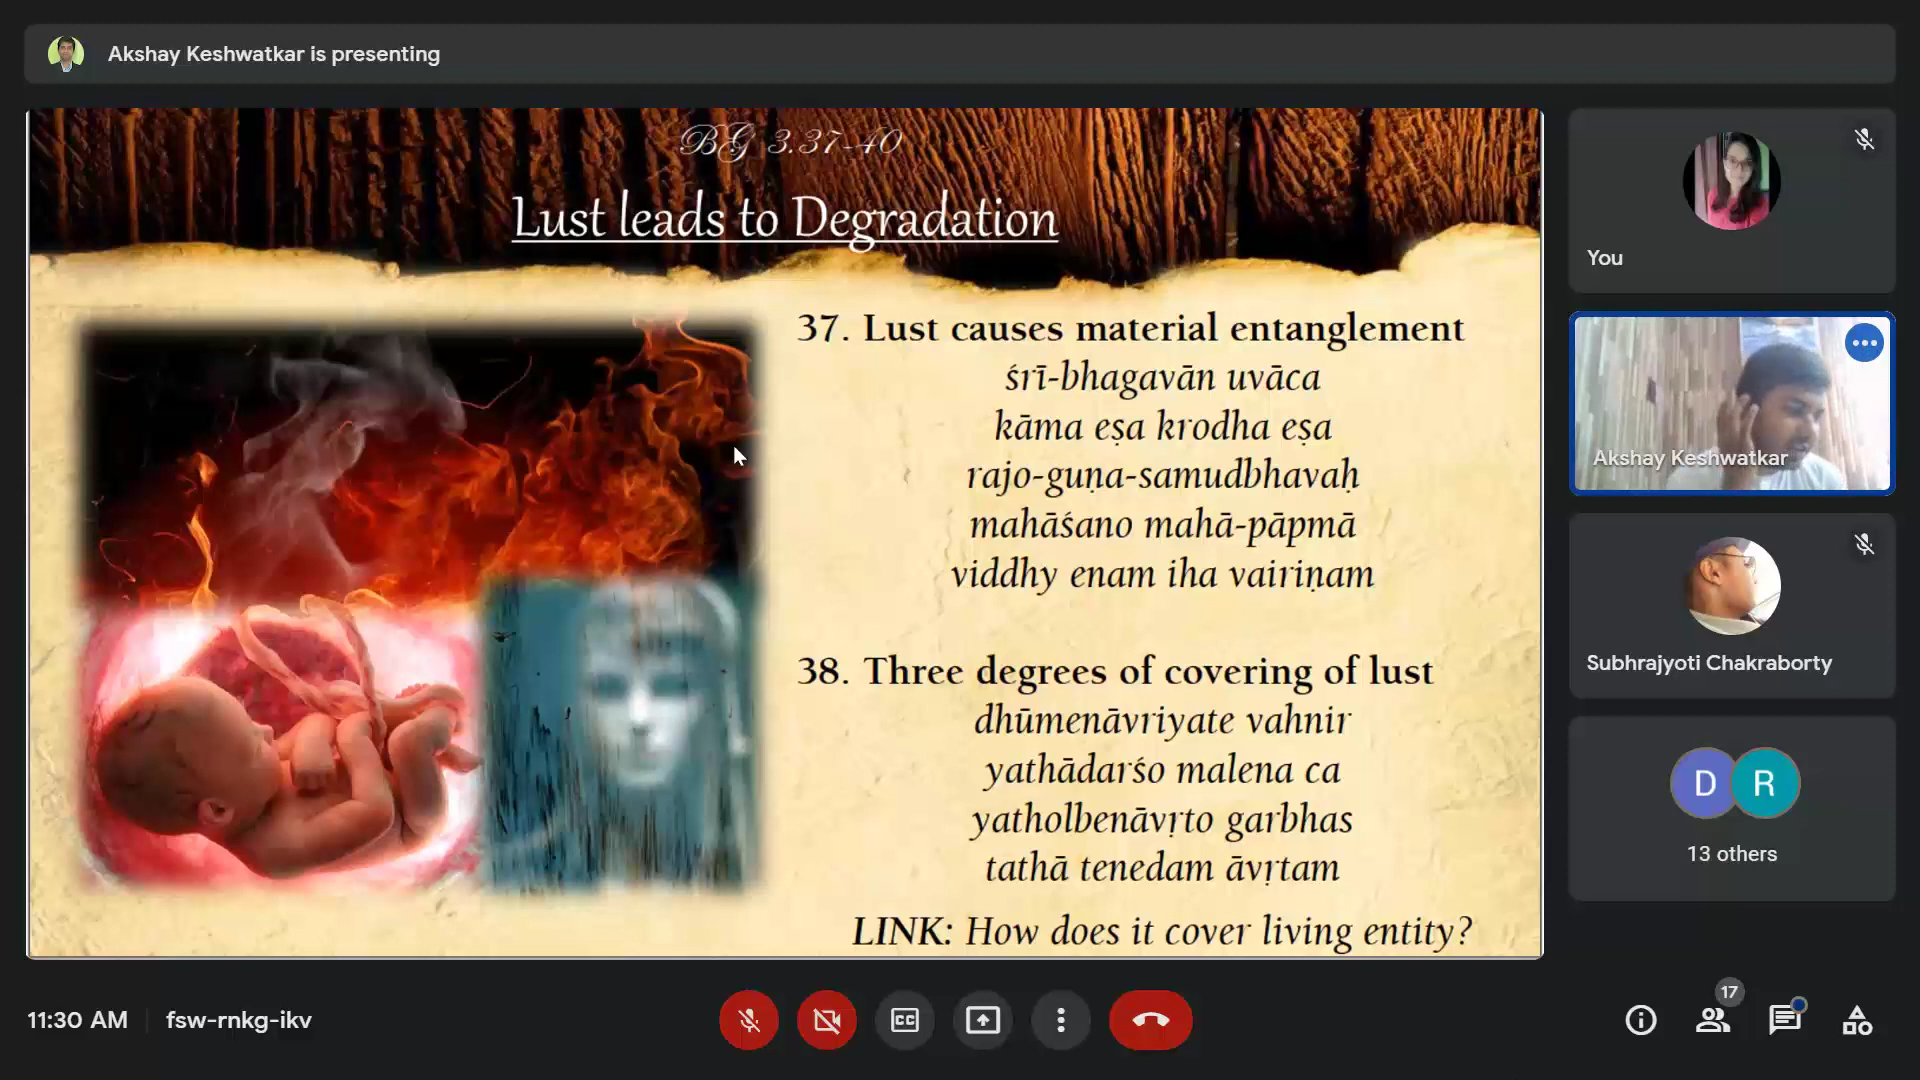 Akshay Keshwatkar is presenting
BG 3.37-40
Lust leads to Degradation
37. Lust causes material entanglement
śrī-bhagavān uvāca
kāma eṣa krodha eṣa
rajo-guṇa-samudbhavaḥ
mahāśano mahā-pāpmā
viddhy enam iha vairiṇam
38. Three degrees of covering of lust
dhūmenāvriyate vahnir
yathādarśo malena ca
yatholbenāvṛto garbhas
tathā tenedam āvṛtam
LINK: How does it cover living entity?
You
Akshay Keshwatkar
Subhrajyoti Chakraborty
D R
13 others
11:30 AM fsw-rnkg-ikv
CC
17